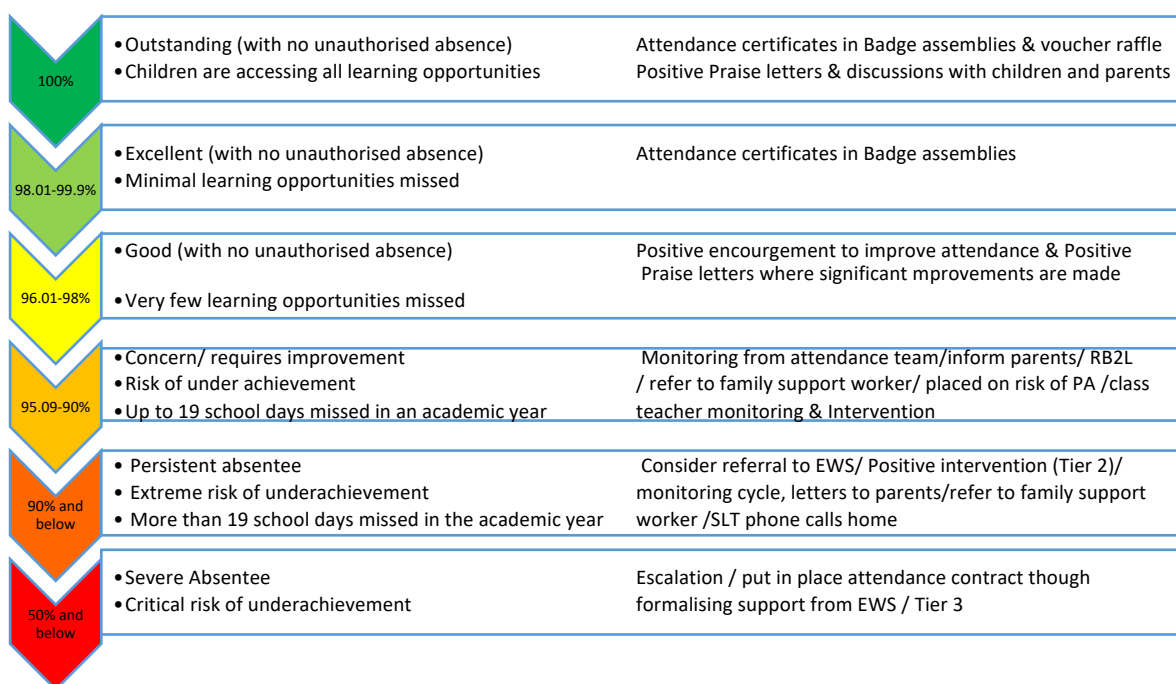 100%
•Outstanding (with no unauthorised absence) Attendance certificates in Badge assemblies & voucher raffle
•Children are accessing all learning opportunities Positive Praise letters & discussions with children and parents
98.01-99.9%
•Excellent (with no unauthorised absence) Attendance certificates in Badge assemblies
•Minimal learning opportunities missed
96.01-98%
•Good (with no unauthorised absence) Positive encourgement to improve attendance & Positive
Praise letters where significant mprovements are made
•Very few learning opportunities missed
95.09-90%
•Concern/ requires improvement Monitoring from attendance team/inform parents/ RB2L
•Risk of under achievement / refer to family support worker/ placed on risk of PA /class
•Up to 19 school days missed in an academic year teacher monitoring & Intervention
90% and
below
• Persistent absentee Consider referral to EWS/ Positive intervention (Tier 2)/
• Extreme risk of underachievement monitoring cycle, letters to parents/refer to family support
• More than 19 school days missed in the academic year worker /SLT phone calls home
50% and
below
•Severe Absentee Escalation / put in place attendance contract though
•Critical risk of underachievement formalising support from EWS / Tier 3